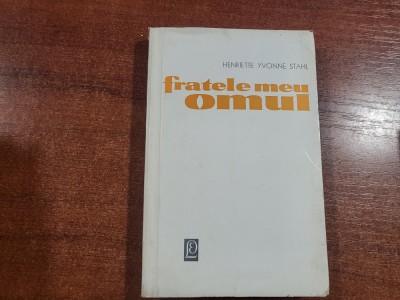 HENRIETTE YVONNE STAHL
fratele meu
omul